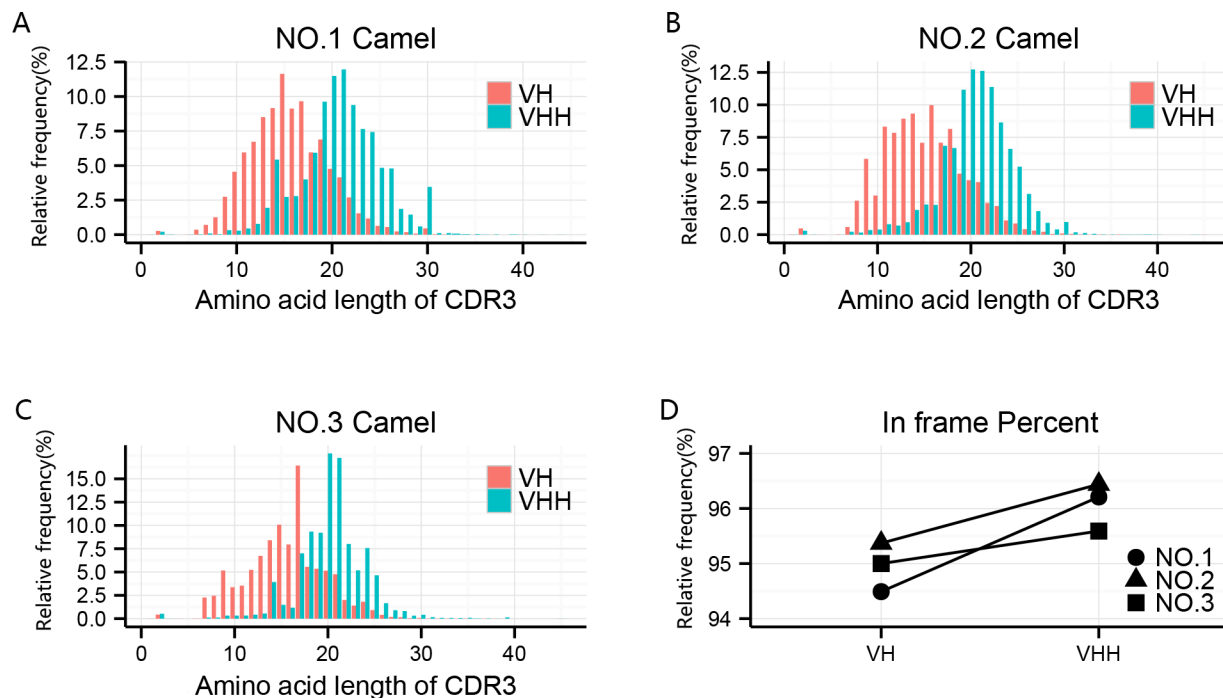 A
NO.1 Camel
Relative frequency(%)
12.5
10.0
7.5
5.0
2.5
0.0
VH
VHH
0 10 20 30 40
Amino acid length of CDR3
B
NO.2 Camel
Relative frequency(%)
12.5
10.0
7.5
5.0
2.5
0.0
VH
VHH
0 10 20 30 40
Amino acid length of CDR3
C
NO.3 Camel
Relative frequency(%)
15.0
12.5
10.0
7.5
5.0
2.5
0.0
VH
VHH
0 10 20 30 40
Amino acid length of CDR3
D
In frame Percent
Relative frequency(%)
97
96
95
94
NO.1
NO.2
NO.3
VH VHH